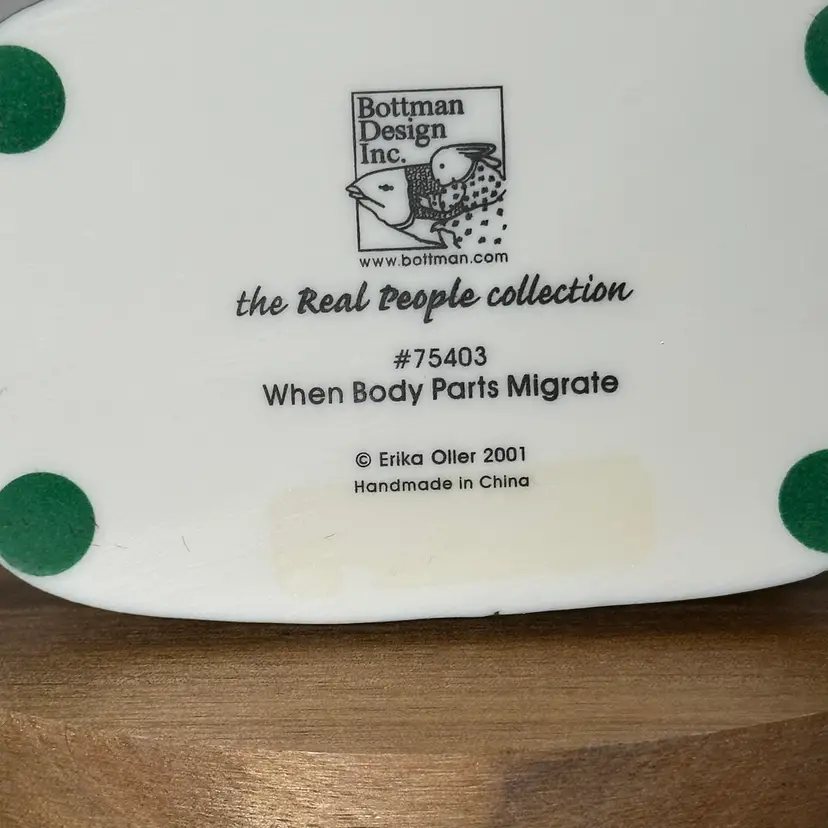 Bottman
Design
Inc.
www.bottman.com
the Real People collection
#75403
When Body Parts Migrate
© Erika Oller 2001
Handmade in China